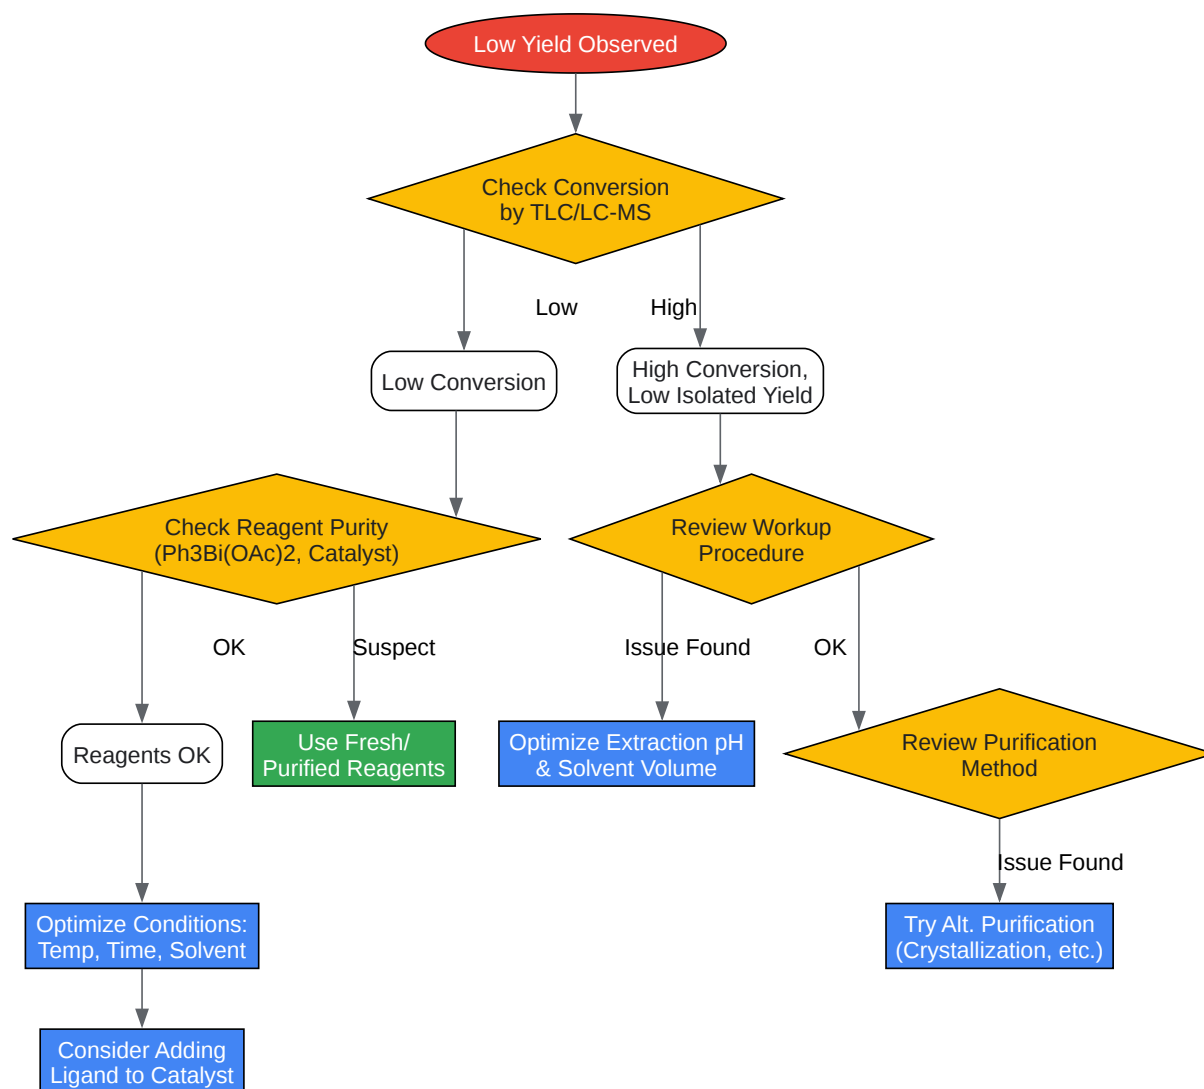 Low Yield Observed
Check Conversion
by TLC/LC-MS
Low
High
Low Conversion
High Conversion,
Low Isolated Yield
Check Reagent Purity
(Ph3Bi(OAc)2, Catalyst)
Review Workup
Procedure
OK
Suspect
Issue Found
OK
Reagents OK
Use Fresh/
Purified Reagents
Optimize Extraction pH
& Solvent Volume
Review Purification
Method
Issue Found
Optimize Conditions:
Temp, Time, Solvent
Try Alt. Purification
(Crystallization, etc.)
Consider Adding
Ligand to Catalyst